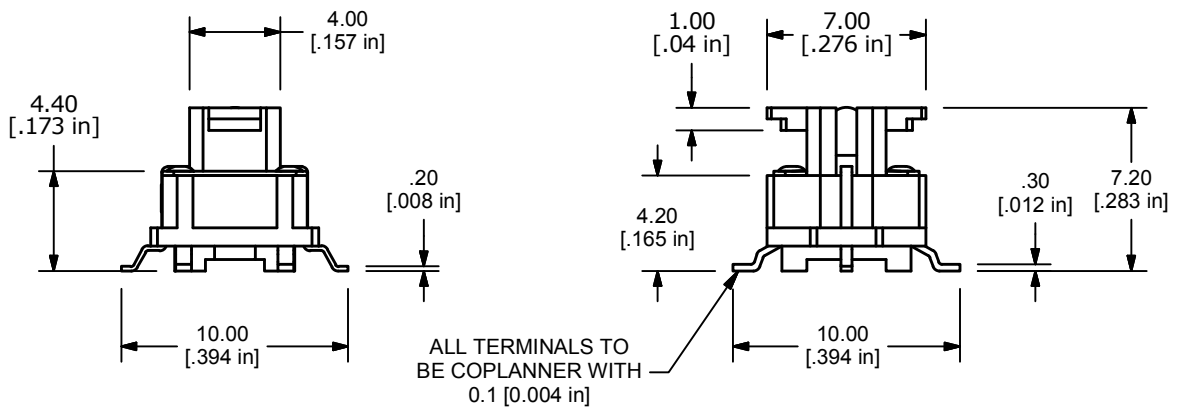 4.00
[.157 in]
4.40
[.173 in]
.20
[.008 in]
10.00
[.394 in]
1.00
[.04 in]
7.00
[.276 in]
4.20
[.165 in]
.30
[.012 in]
7.20
[.283 in]
10.00
[.394 in]
ALL TERMINALS TO
BE COPLANNER WITH
0.1 [0.004 in]